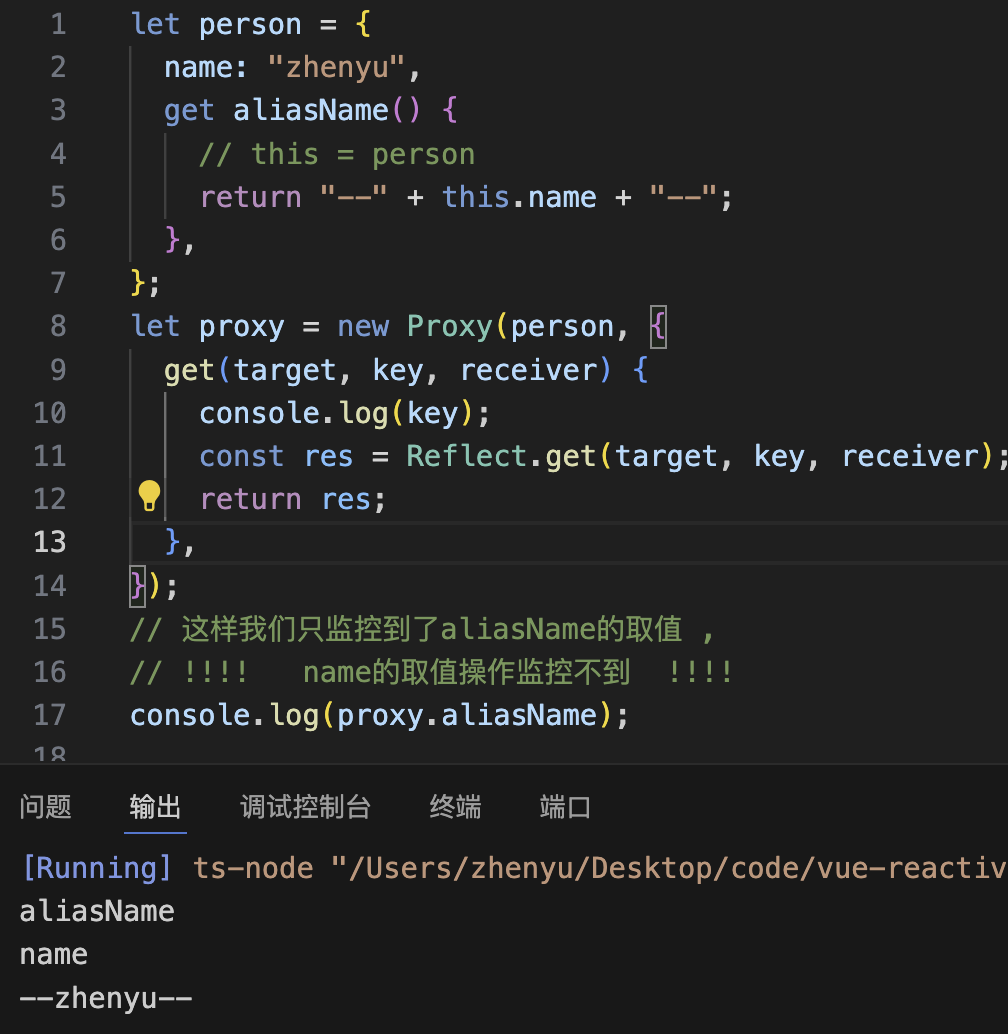 1 let person = {
2 name: "zhenyu",
3 get aliasName() {
4 // this = person
5 return "--" + this.name + "--";
6 },
7 };
8 let proxy = new Proxy(person, {
9 get(target, key, receiver) {
10 console.log(key);
11 const res = Reflect.get(target, key, receiver);
12 return res;
13 },
14 });
15 // 这样我们只监控到了aliasName的取值 ,
16 // !!!! name的取值操作监控不到 !!!!
17 console.log(proxy.aliasName);
18
问题 输出 调试控制台 终端 端口
[Running] ts-node "/Users/zhenyu/Desktop/code/vue-reactiv
aliasName
name
--zhenyu--